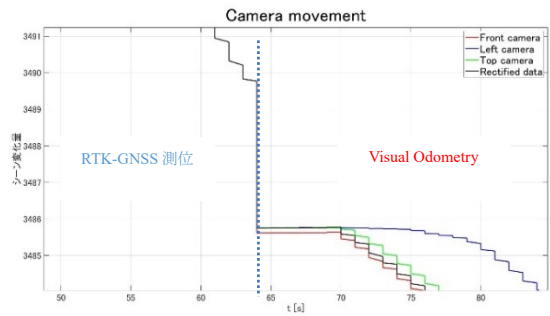 Camera movement
Front camera
Left camera
Top camera
Rectified data
3491
3490
3489
3488
3487
3486
3485
シーン変化量
RTK-GNSS 測位
Visual Odometry
50 55 60 65 70 75 80
t [s]